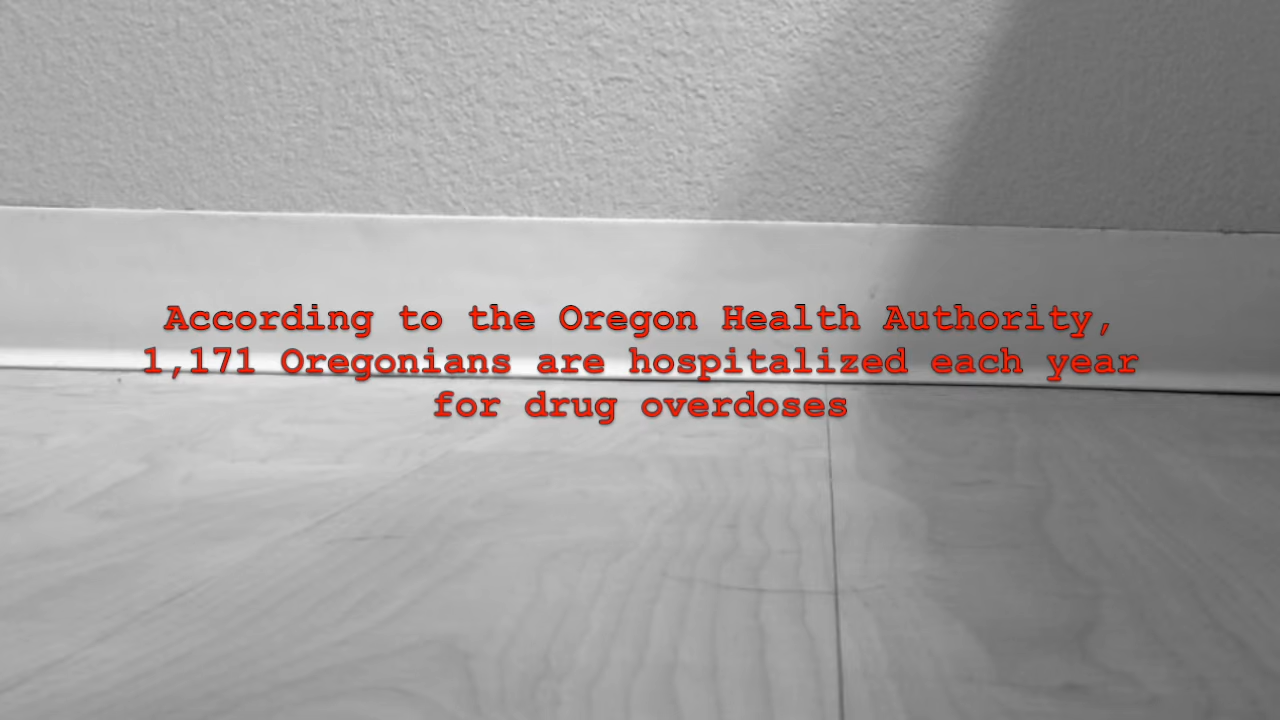 According to the Oregon Health Authority,
1,171 Oregonians are hospitalized each year
for drug overdoses